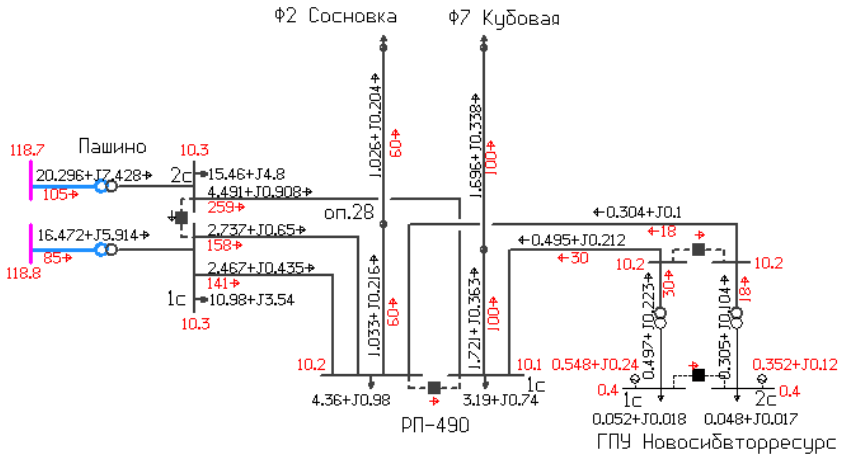 Ф2 Сосновка
Ф7 Кубовая
Пашино
118.7
20.296+J7.428
105
10.3
2с
15.46+J4.8
4.491+J0.908
259
оп.28
2.737+J0.65
158
16.472+J5.914
85
118.8
2.467+J0.435
141
1с
10.98+J3.54
10.3
1.026+J0.204
60
1.696+J0.338
100
0.304+J0.1
18
0.495+J0.212
30
1.033+J0.216
60
1.721+J0.363
100
10.2
10.2
0.497+J0.223
30
0.305+J0.104
18
10.2
10.1
1с
4.36+J0.98
3.19+J0.74
РП-490
0.548+J0.24
0.352+J0.12
0.4
0.4
1с
2с
0.052+J0.018
0.048+J0.017
ГПУ Новосибвторресурс